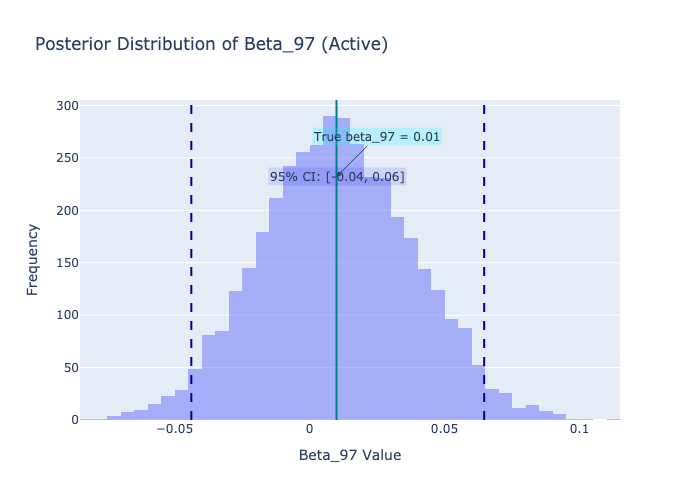 Posterior Distribution of Beta_97 (Active)
300
True beta_97 = 0.01
250
95% CI: [-0.04, 0.06]
200
150
100
50
0
Frequency
−0.05
0
0.05
0.1
Beta_97 Value